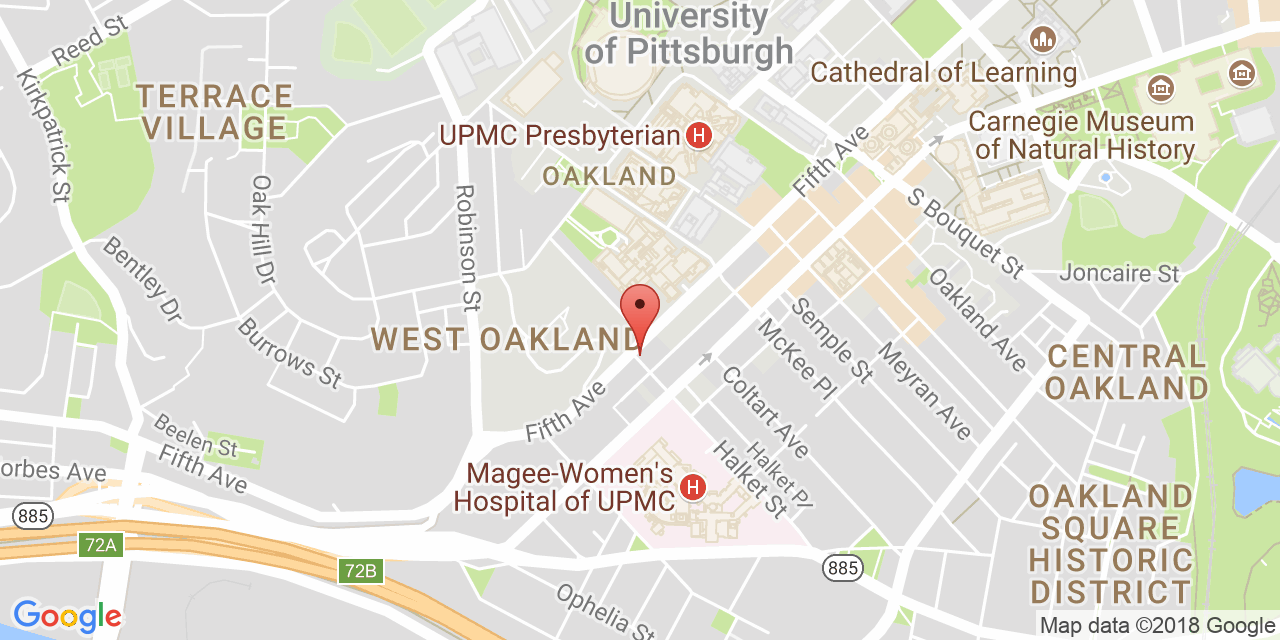 University
of Pittsburgh
Reed St
Kirkpatrick St
TERRACE
VILLAGE
Cathedral of Learning
Carnegie Museum
of Natural History
UPMC Presbyterian
H
OAKLAND
Fifth Ave
Oak Hill Dr
Robinson St
S Bouquet St
Joncaire St
Bentley Dr
Burrows St
WEST OAKLAND
Semple St
McKee Pl
Oakland Ave
Meyran Ave
CENTRAL
OAKLAND
Coltart Ave
Fifth Ave
Beelen St
Fifth Ave
orbes Ave
Magee-Women's
Hospital of UPMC
H
Halket Pl
Halket St
OAKLAND
SQUARE
HISTORIC
DISTRICT
885
72A
72B
885
Ophelia St
Google
Map data ©2018 Google